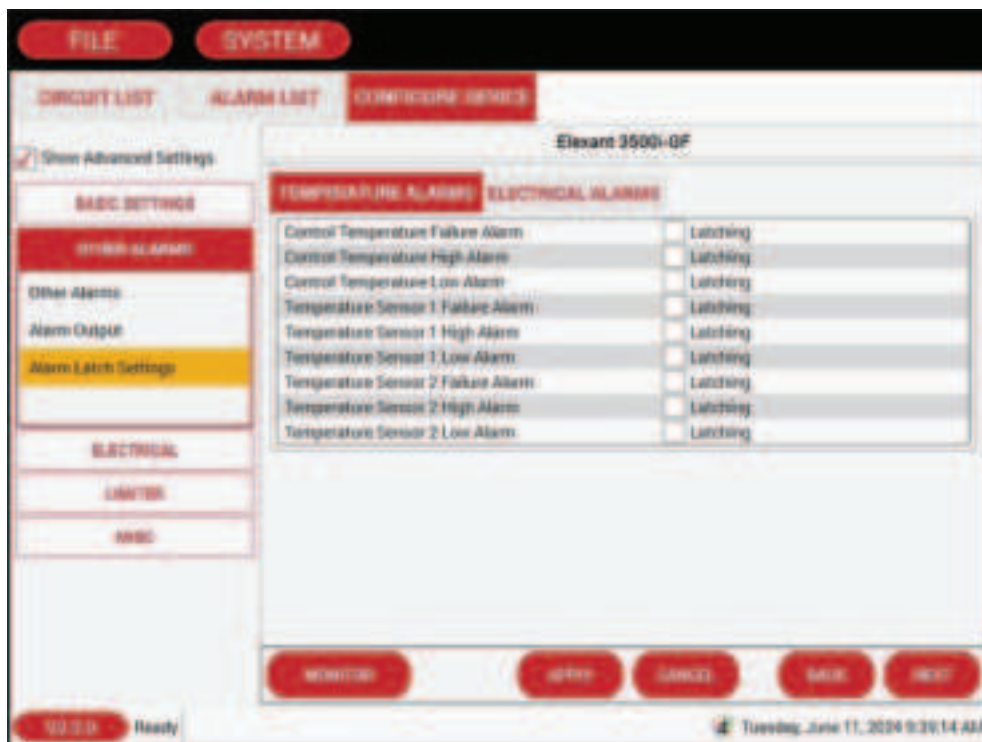 FILE SYSTEM
CIRCUIT LIST ALARM LIST CONFIGURE DEVICE
Elexant 3500i-GF
Show Advanced Settings
BASIC SETTINGS
OTHER ALARMS
Other Alarms
Alarm Output
Alarm Latch Settings
ELECTRICAL
LIMITER
MISC
TEMPERATURE ALARMS ELECTRICAL ALARMS
Control Temperature Failure Alarm Latching
Control Temperature High Alarm Latching
Control Temperature Low Alarm Latching
Temperature Sensor 1 Failure Alarm Latching
Temperature Sensor 1 High Alarm Latching
Temperature Sensor 1 Low Alarm Latching
Temperature Sensor 2 Failure Alarm Latching
Temperature Sensor 2 High Alarm Latching
Temperature Sensor 2 Low Alarm Latching
MONITOR APPLY CANCEL BACK NEXT
Ready Tuesday, June 11, 2024 9:39:14 AM